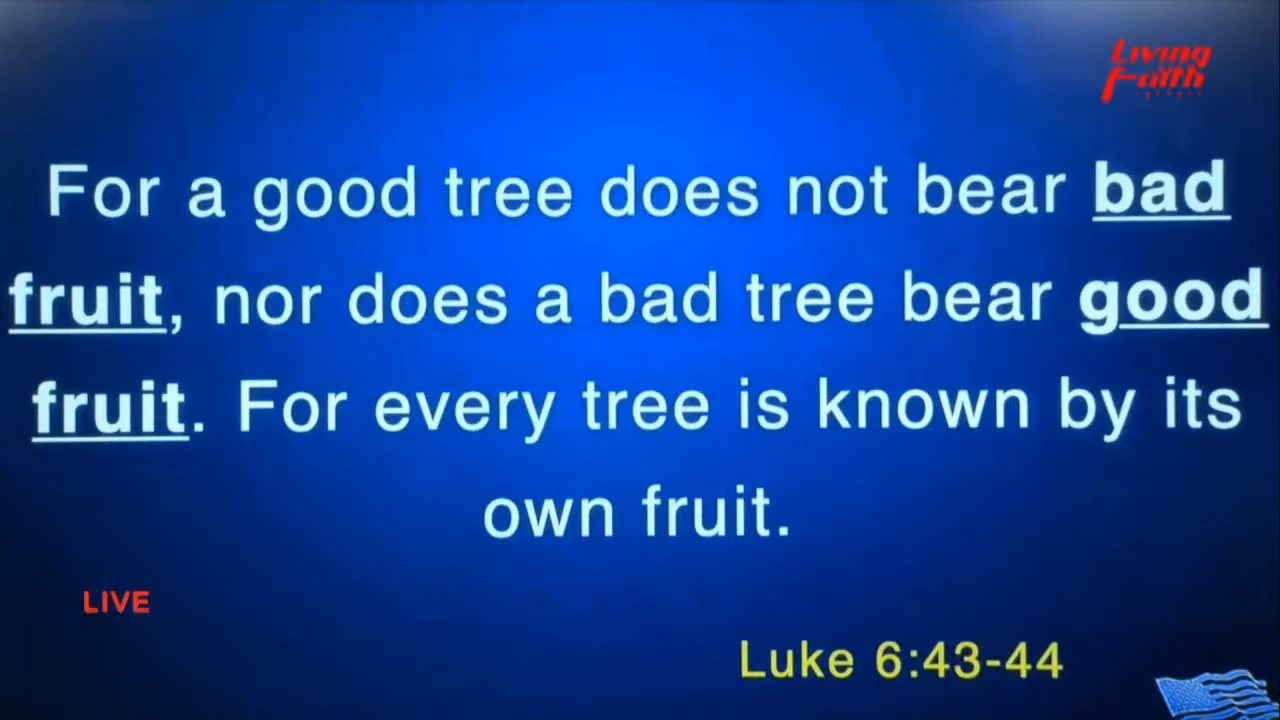 Living
Faith
For a good tree does not bear bad
fruit, nor does a bad tree bear good
fruit. For every tree is known by its
own fruit.
LIVE
Luke 6:43-44